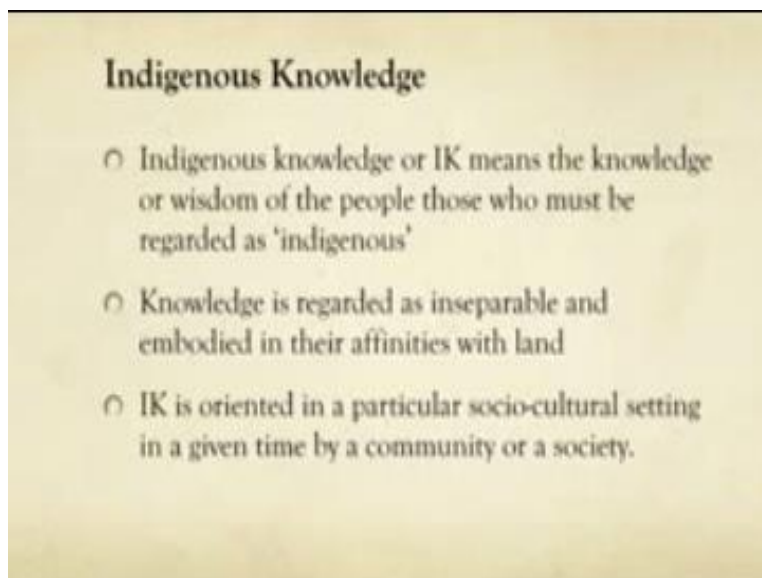 Indigenous Knowledge
Indigenous knowledge or IK means the knowledge
or wisdom of the people those who must be
regarded as 'indigenous'
Knowledge is regarded as inseparable and
embodied in their affinities with land
IK is oriented in a particular socio-cultural setting
in a given time by a community or a society.